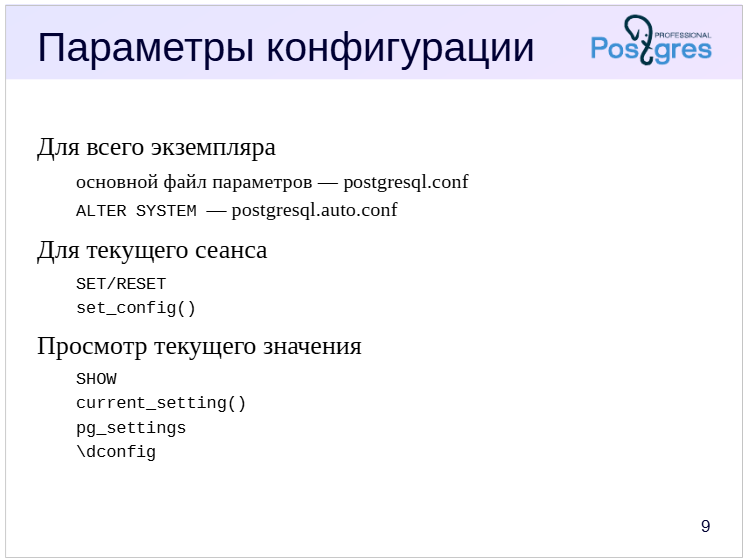 Параметры конфигурации
PROFESSIONAL
Postgres
Для всего экземпляра
основной файл параметров — postgresql.conf
ALTER SYSTEM — postgresql.auto.conf
Для текущего сеанса
SET/RESET
set_config()
Просмотр текущего значения
SHOW
current_setting()
pg_settings
\dconfig
9